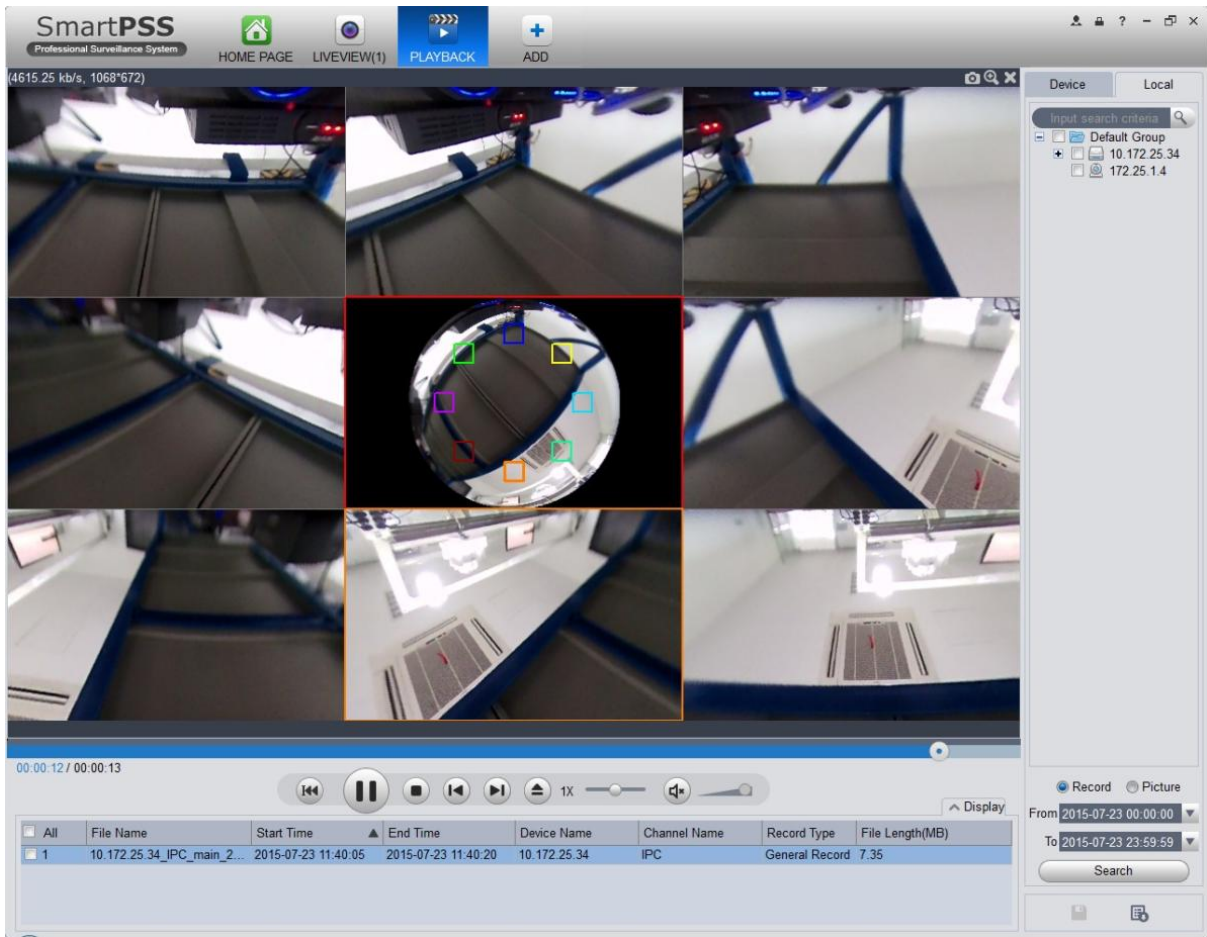 SmartPSS
Professional Surveillance System
HOME PAGE
LIVEVIEW(1)
PLAYBACK
ADD
(4615.25 kb/s, 1068*672)
Device
Local
Input search criteria
Default Group
10.172.25.34
172.25.1.4
00:00:12 / 00:00:13
1X
Display
All File Name Start Time End Time Device Name Channel Name Record Type File Length(MB)
1 10.172.25.34_IPC_main_2... 2015-07-23 11:40:05 2015-07-23 11:40:20 10.172.25.34 IPC General Record 7.35
Record Picture
From 2015-07-23 00:00:00
To 2015-07-23 23:59:59
Search